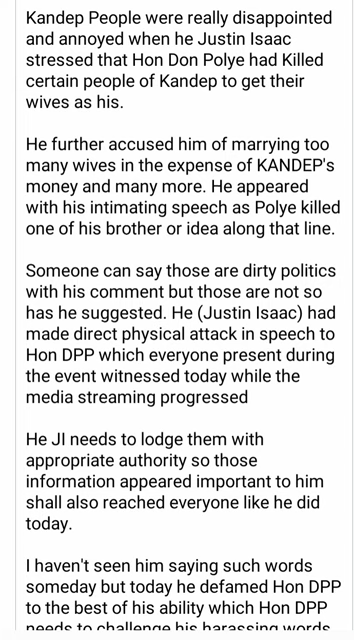 Kandep People were really disappointed
and annoyed when he Justin Isaac
stressed that Hon Don Polye had Killed
certain people of Kandep to get their
wives as his.
He further accused him of marrying too
many wives in the expense of KANDEP's
money and many more. He appeared
with his intimating speech as Polye killed
one of his brother or idea along that line.
Someone can say those are dirty politics
with his comment but those are not so
has he suggested. He (Justin Isaac) had
made direct physical attack in speech to
Hon DPP which everyone present during
the event witnessed today while the
media streaming progressed
He JI needs to lodge them with
appropriate authority so those
information appeared important to him
shall also reached everyone like he did
today.
I haven't seen him saying such words
someday but today he defamed Hon DPP
to the best of his ability which Hon DPP
needs to challenge his harassing words